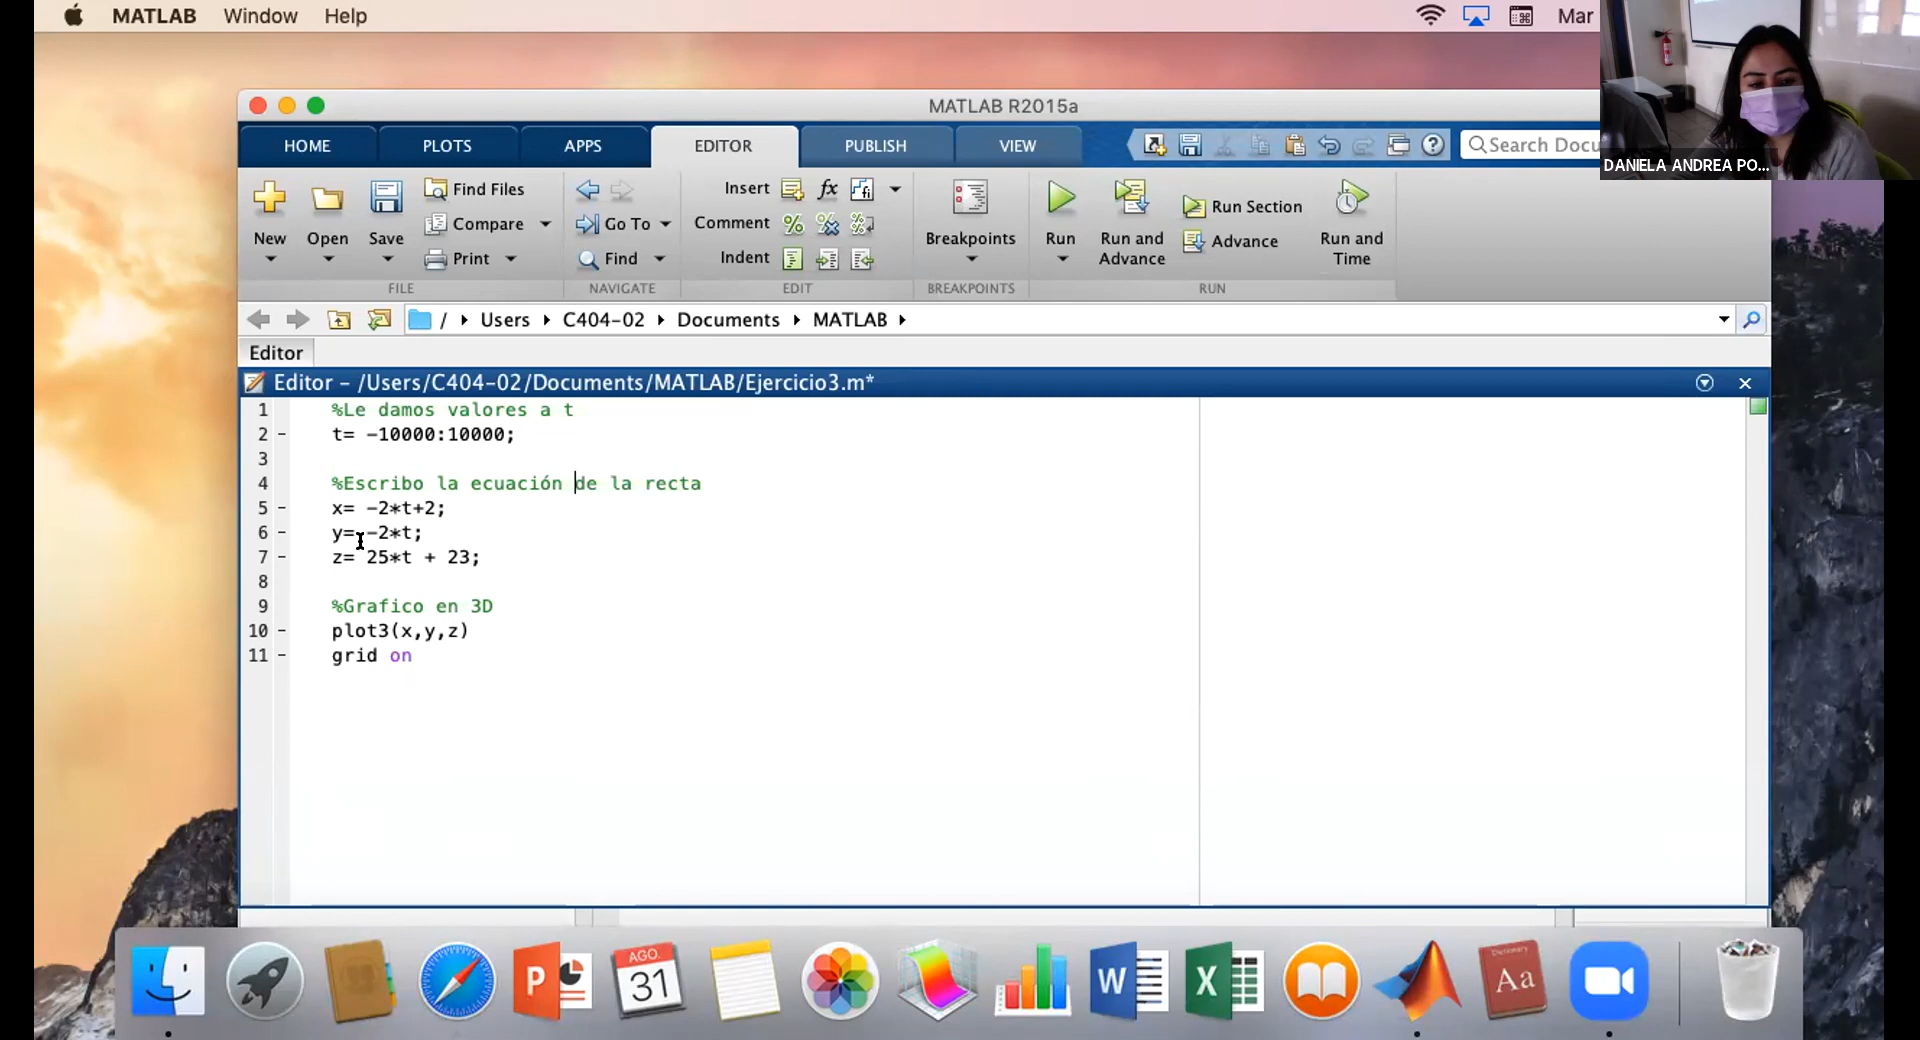 MATLAB Window Help Mar
MATLAB R2015a
HOME PLOTS APPS EDITOR PUBLISH VIEW Search Docu
DANIELA ANDREA PO...
New Open Save Find Files Compare Print
FILE
Go To Find
NAVIGATE
Insert fx fi
Comment % % %
Indent
EDIT
Breakpoints
BREAKPOINTS
Run Run and Advance Run Section Advance Run and Time
RUN
/ Users C404-02 Documents MATLAB
Editor
Editor - /Users/C404-02/Documents/MATLAB/Ejercicio3.m*
1 %Le damos valores a t
2 - t= -10000:10000;
3
4 %Escribo la ecuación de la recta
5 - x= -2*t+2;
6 - y= -2*t;
7 - z= 25*t + 23;
8
9 %Grafico en 3D
10 - plot3(x,y,z)
11 - grid on
P AGO. 31 W X Dictionary Aa